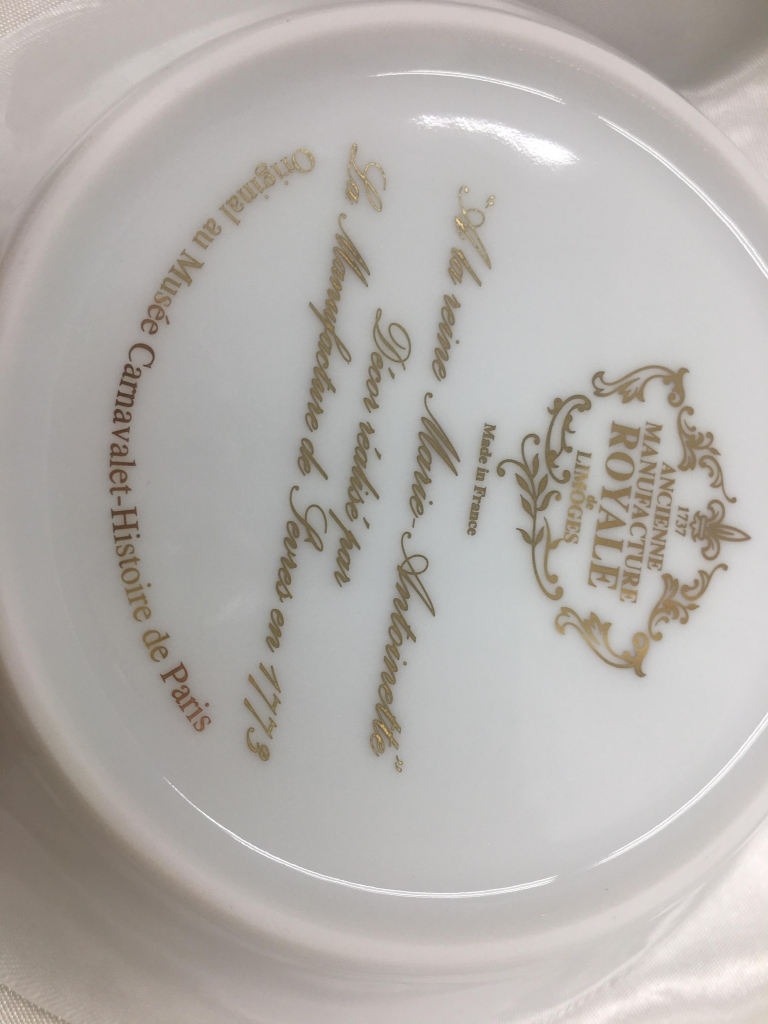 1737
ANCIENNE
MANUFACTURE
ROYALE
de
LIMOGES
Made in France
"A la reine Marie-Antoinette"
Décor réalisé par
La Manufacture de Sevres en 1773
Original au Musée Carnavalet-Histoire de Paris